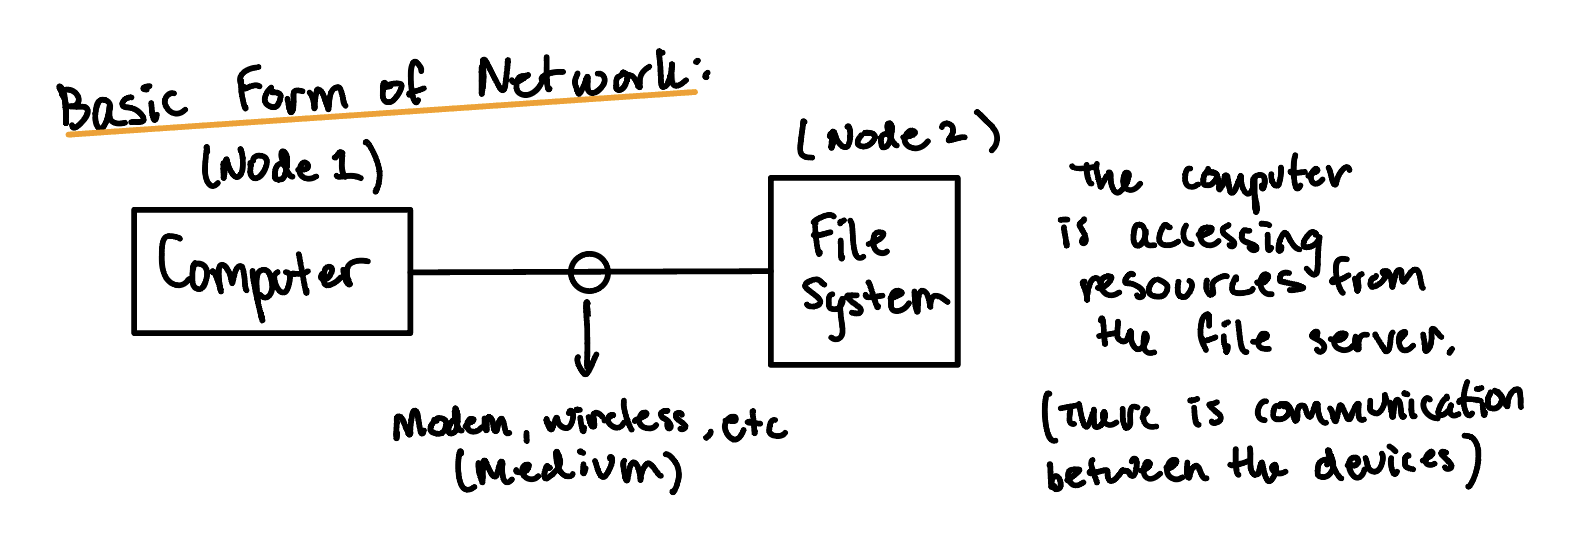 Basic Form of Network:
(Node 1)
(Node 2)
Computer
File
System
Modem, wireless, etc
(Medium)
The computer
is accessing
resources from
the file server.
(There is communication
between the devices)